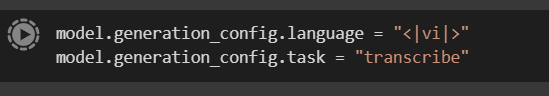 model.generation_config.language = "<|vi|>"
model.generation_config.task = "transcribe"